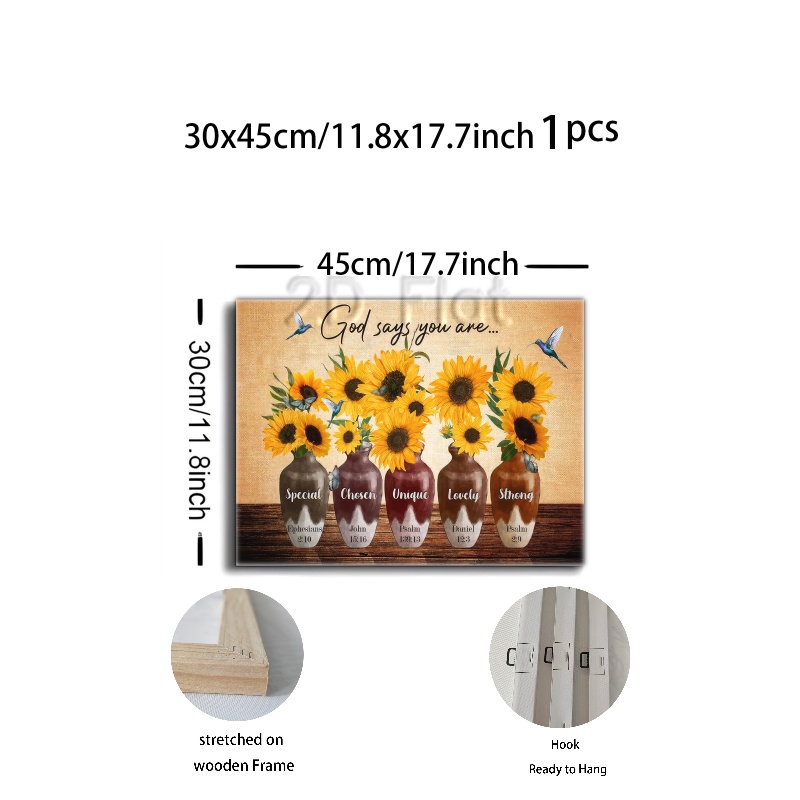 30x45cm/11.8x17.7inch 1pcs
45cm/17.7inch
2D Flat
God says you are...
30cm/11.8inch
Special Chosen Unique Lovely Strong
Ephesians John Psalm Daniel Psalm
2:10 15:16 139:13 12:3 2:9
stretched on
wooden Frame
Hook
Ready to Hang